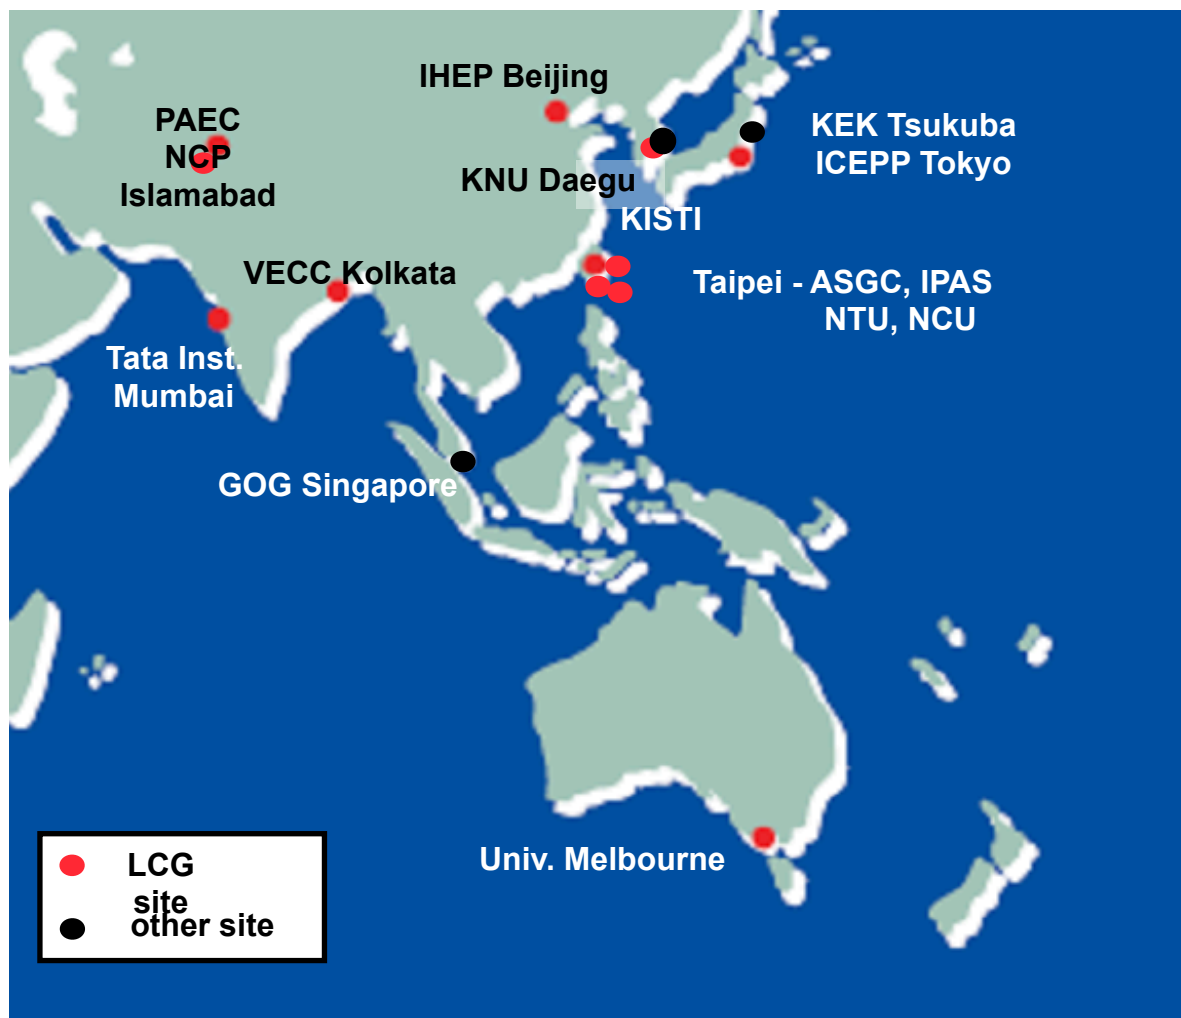 IHEP Beijing
PAEC
NCP
Islamabad
KEK Tsukuba
ICEPP Tokyo
KNU Daegu
KISTI
VECC Kolkata
Taipei - ASGC, IPAS
NTU, NCU
Tata Inst.
Mumbai
GOG Singapore
Univ. Melbourne
LCG
site
other site